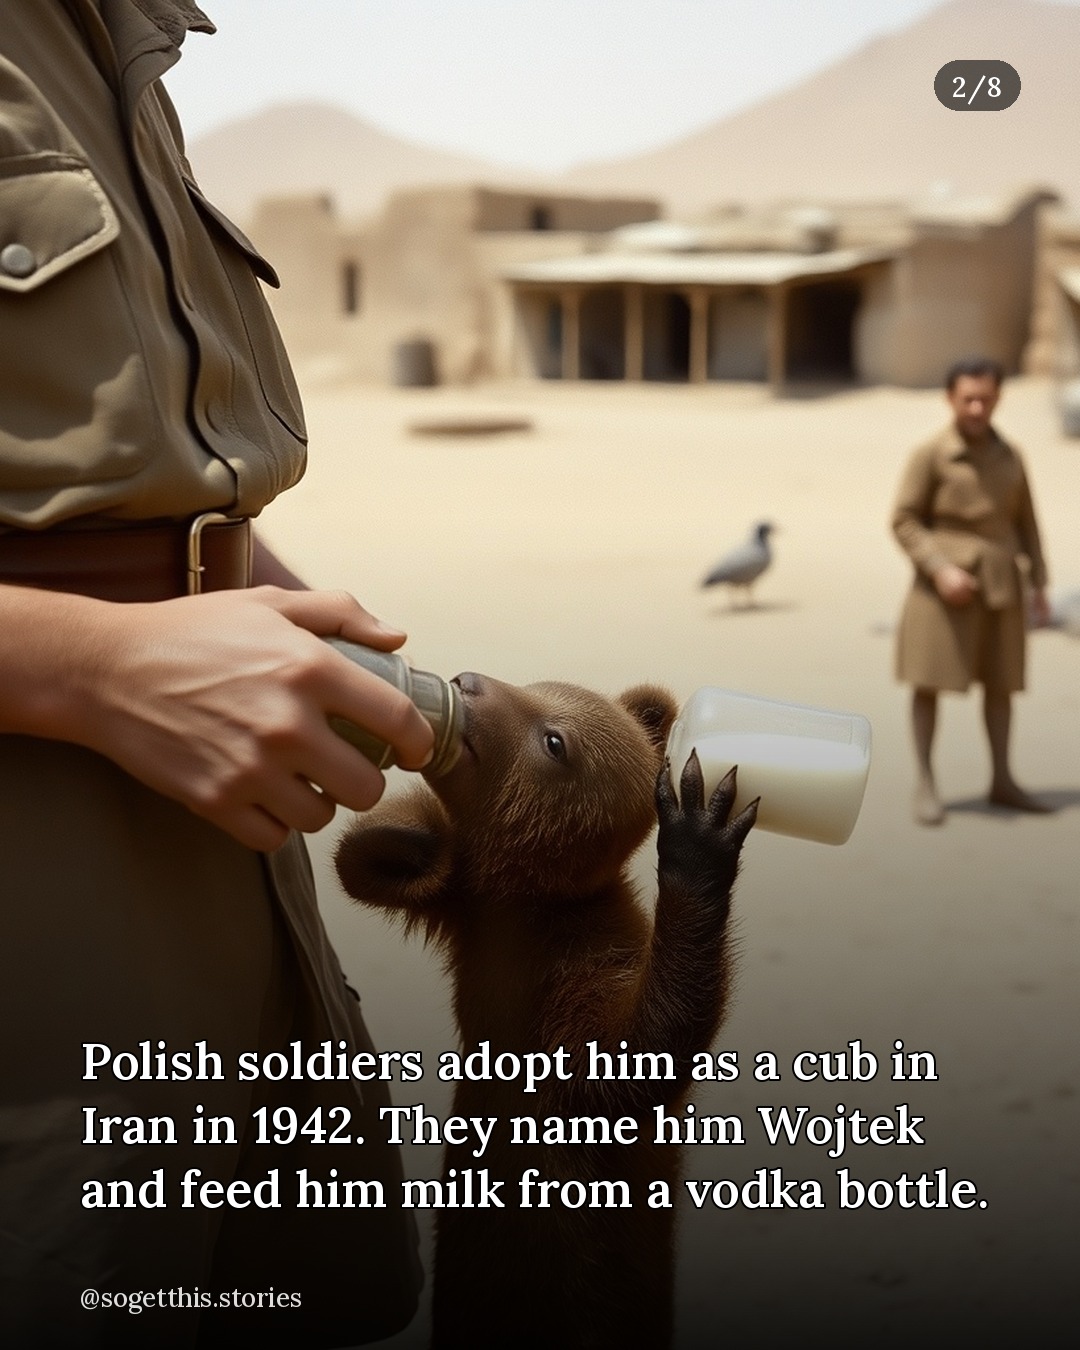 2/8
Polish soldiers adopt him as a cub in
Iran in 1942. They name him Wojtek
and feed him milk from a vodka bottle.
@sogetthis.stories